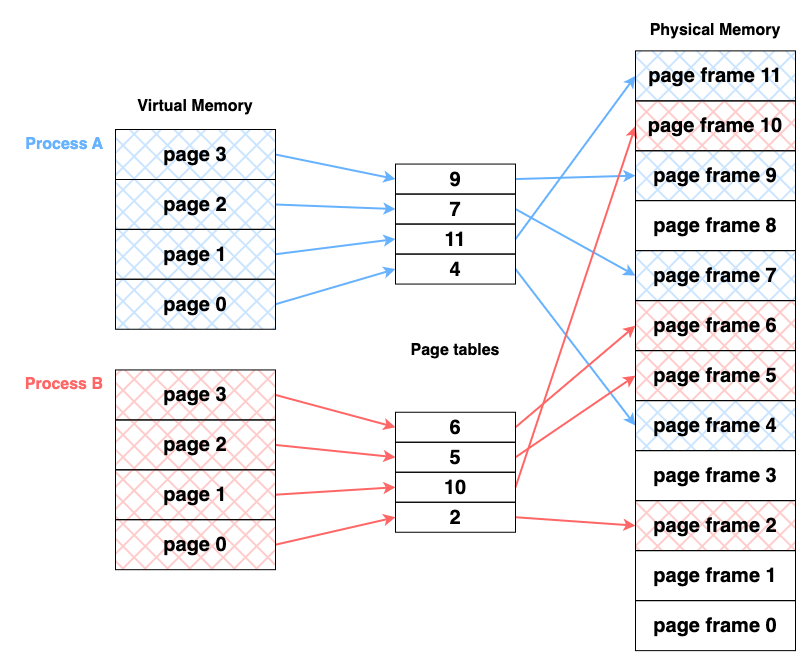 Physical Memory
page frame 11
Virtual Memory
page frame 10
Process A
page 3
9
page frame 9
page 2
7
page frame 8
page 1
11
page 0
4
page frame 7
page frame 6
Page tables
Process B
page 3
page frame 5
6
page frame 4
page 2
5
page 1
10
page frame 3
page 0
2
page frame 2
page frame 1
page frame 0